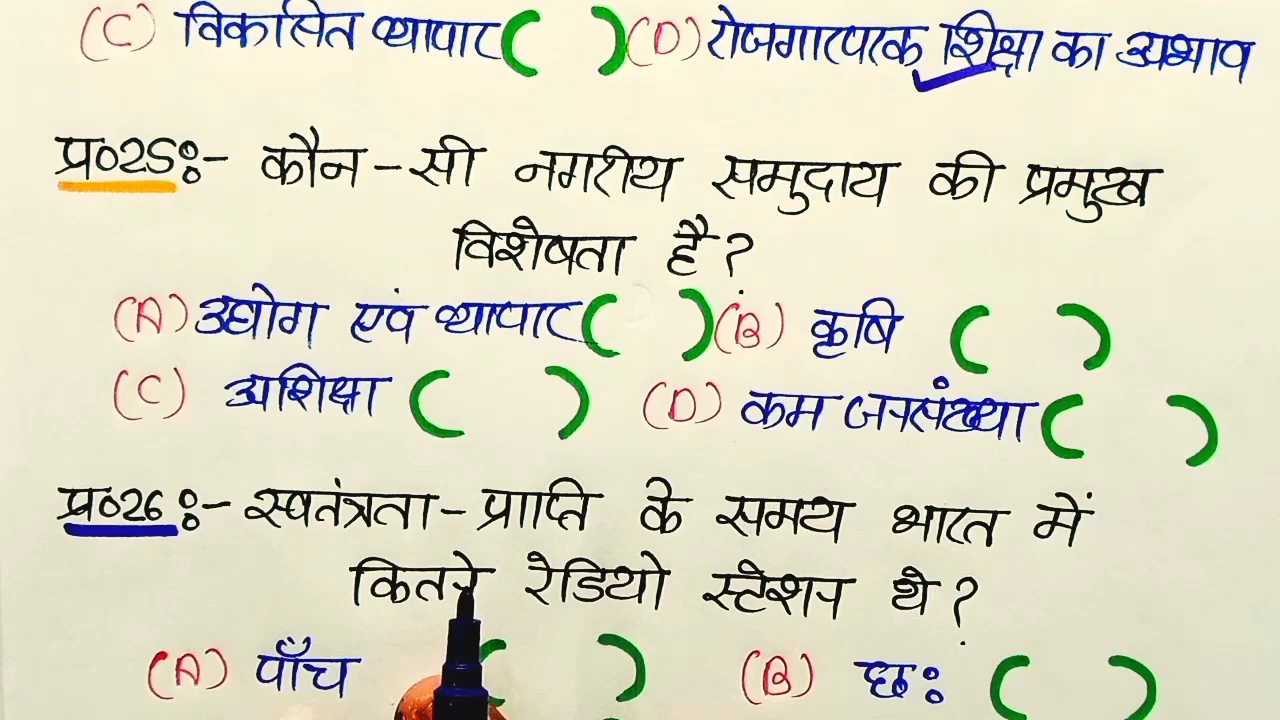 (C) विकासित व्यापार ( ) (D) रोजगारपरक शिक्षा का अभाव
प्र०25ः- कौन-सी नगरीय समुदाय की प्रमुख
विशेषता है?
(A) उद्योग एवं व्यापार ( ) (B) कृषि ( )
(C) अशिक्षा ( ) (D) कम जनसंख्या ( )
प्र०26ः- स्वतंत्रता-प्राप्ति के समय भारत में
कितने रेडियो स्टेशन थे?
(A) पाँच ( ) (B) छः ( )